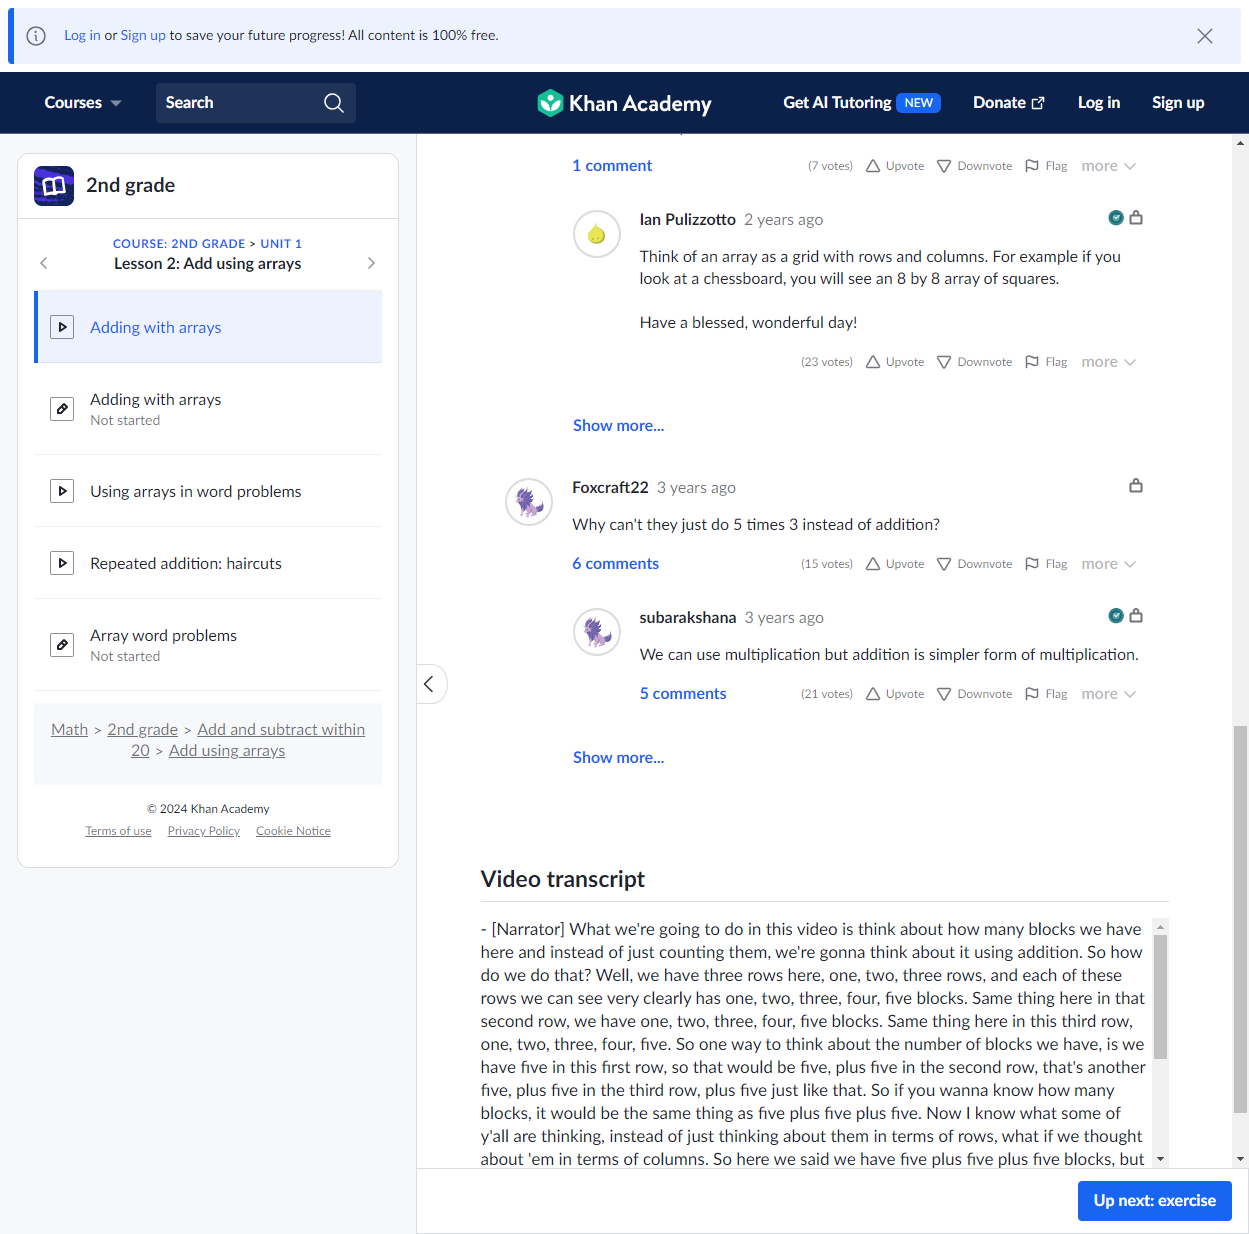 Log in or Sign up to save your future progress! All content is 100% free.
Courses
Search
Khan Academy
Get AI Tutoring NEW
Donate
Log in
Sign up
2nd grade
COURSE: 2ND GRADE > UNIT 1
Lesson 2: Add using arrays
Adding with arrays
Adding with arrays
Not started
Using arrays in word problems
Repeated addition: haircuts
Array word problems
Not started
Math > 2nd grade > Add and subtract within
20 > Add using arrays
© 2024 Khan Academy
Terms of use Privacy Policy Cookie Notice
1 comment (7 votes) Upvote Downvote Flag more
Ian Pulizzotto 2 years ago
Think of an array as a grid with rows and columns. For example if you
look at a chessboard, you will see an 8 by 8 array of squares.
Have a blessed, wonderful day!
(23 votes) Upvote Downvote Flag more
Show more...
Foxcraft22 3 years ago
Why can't they just do 5 times 3 instead of addition?
6 comments (15 votes) Upvote Downvote Flag more
subarakshana 3 years ago
We can use multiplication but addition is simpler form of multiplication.
5 comments (21 votes) Upvote Downvote Flag more
Show more...
Video transcript
- [Narrator] What we're going to do in this video is think about how many blocks we have
here and instead of just counting them, we're gonna think about it using addition. So how
do we do that? Well, we have three rows here, one, two, three rows, and each of these
rows we can see very clearly has one, two, three, four, five blocks. Same thing here in that
second row, we have one, two, three, four, five blocks. Same thing here in this third row,
one, two, three, four, five. So one way to think about the number of blocks we have, is we
have five in this first row, so that would be five, plus five in the second row, that's another
five, plus five in the third row, plus five just like that. So if you wanna know how many
blocks, it would be the same thing as five plus five plus five. Now I know what some of
y'all are thinking, instead of just thinking about them in terms of rows, what if we thought
about 'em in terms of columns. So here we said we have five plus five plus five blocks, but
Up next: exercise